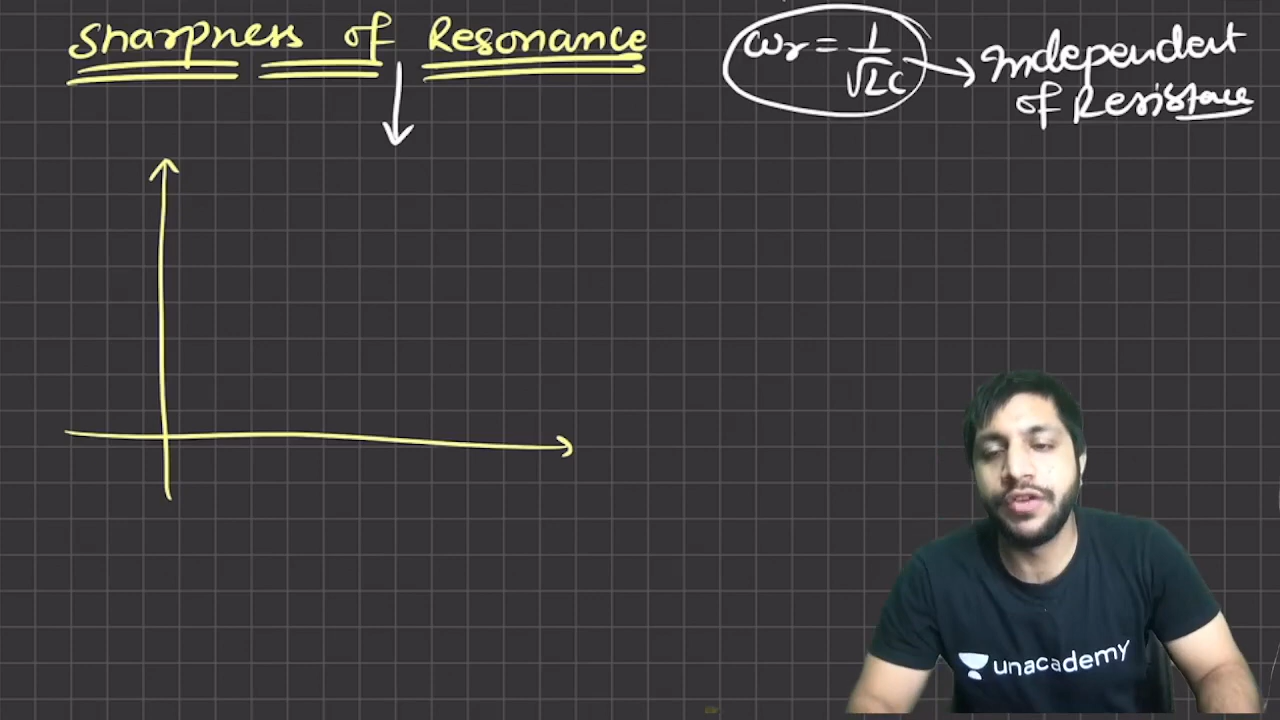 Sharpness of Resonance
ωr = 1/√LC → Independent
of Resistance
unacademy